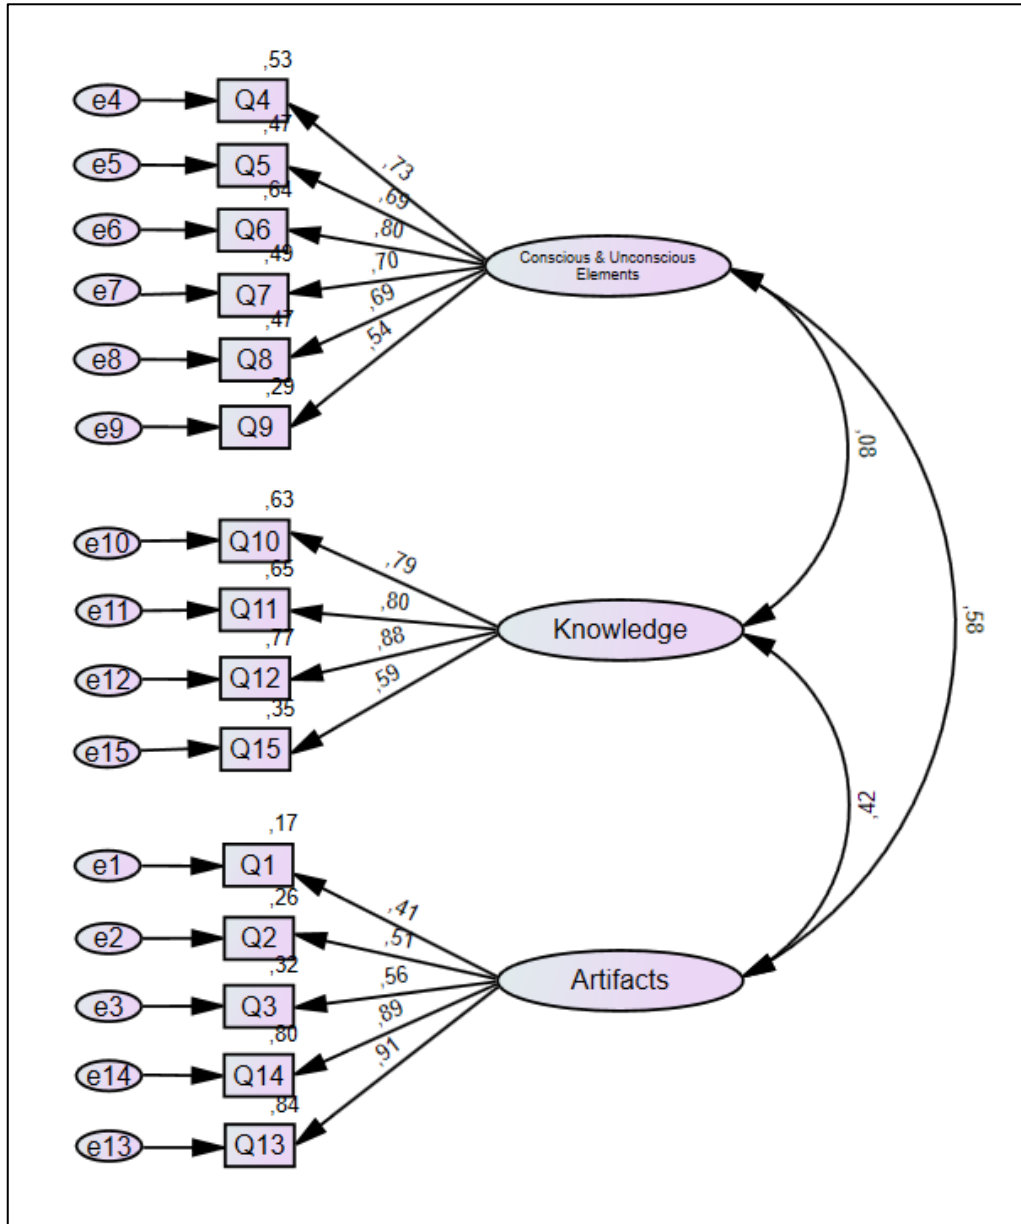 ,53
e4 Q4
,47
,73
e5 Q5
,69
,64
,80
e6 Q6
Conscious & Unconscious
Elements
,49
,70
e7 Q7
,69
,47
,54
e8 Q8
,29
e9 Q9
,08
,63
e10 Q10
,79
,65
,80
e11 Q11
Knowledge
,58
,88
,77
,59
e12 Q12
,35
e15 Q15
,42
,17
e1 Q1
,26
,41
e2 Q2
,51
,32
,56
Artifacts
e3 Q3
,89
,80
,91
e14 Q14
,84
e13 Q13